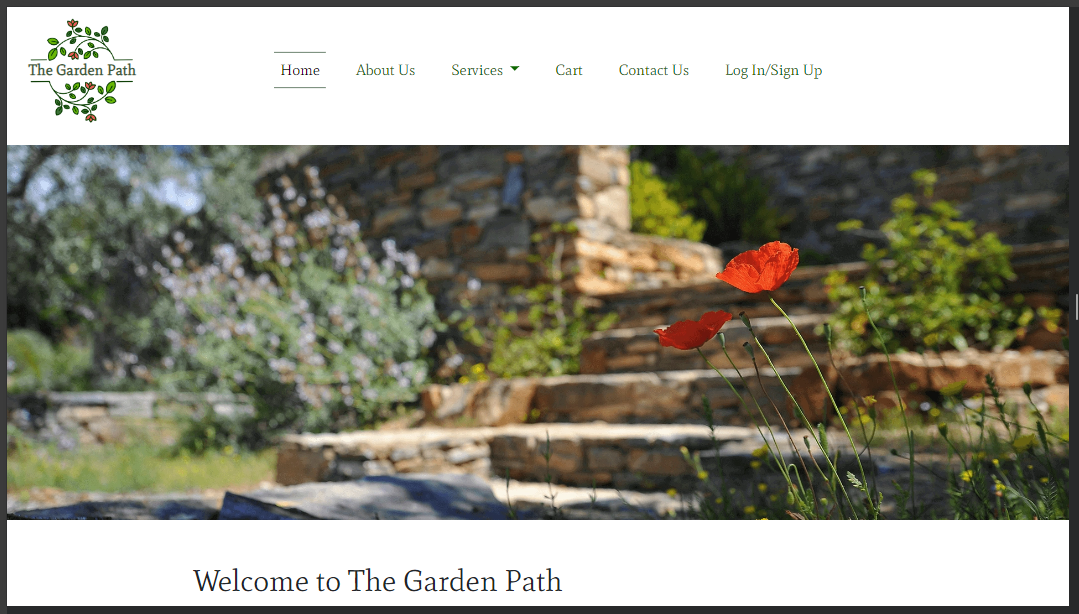 The Garden Path
Home About Us Services Cart Contact Us Log In/Sign Up
Welcome to The Garden Path